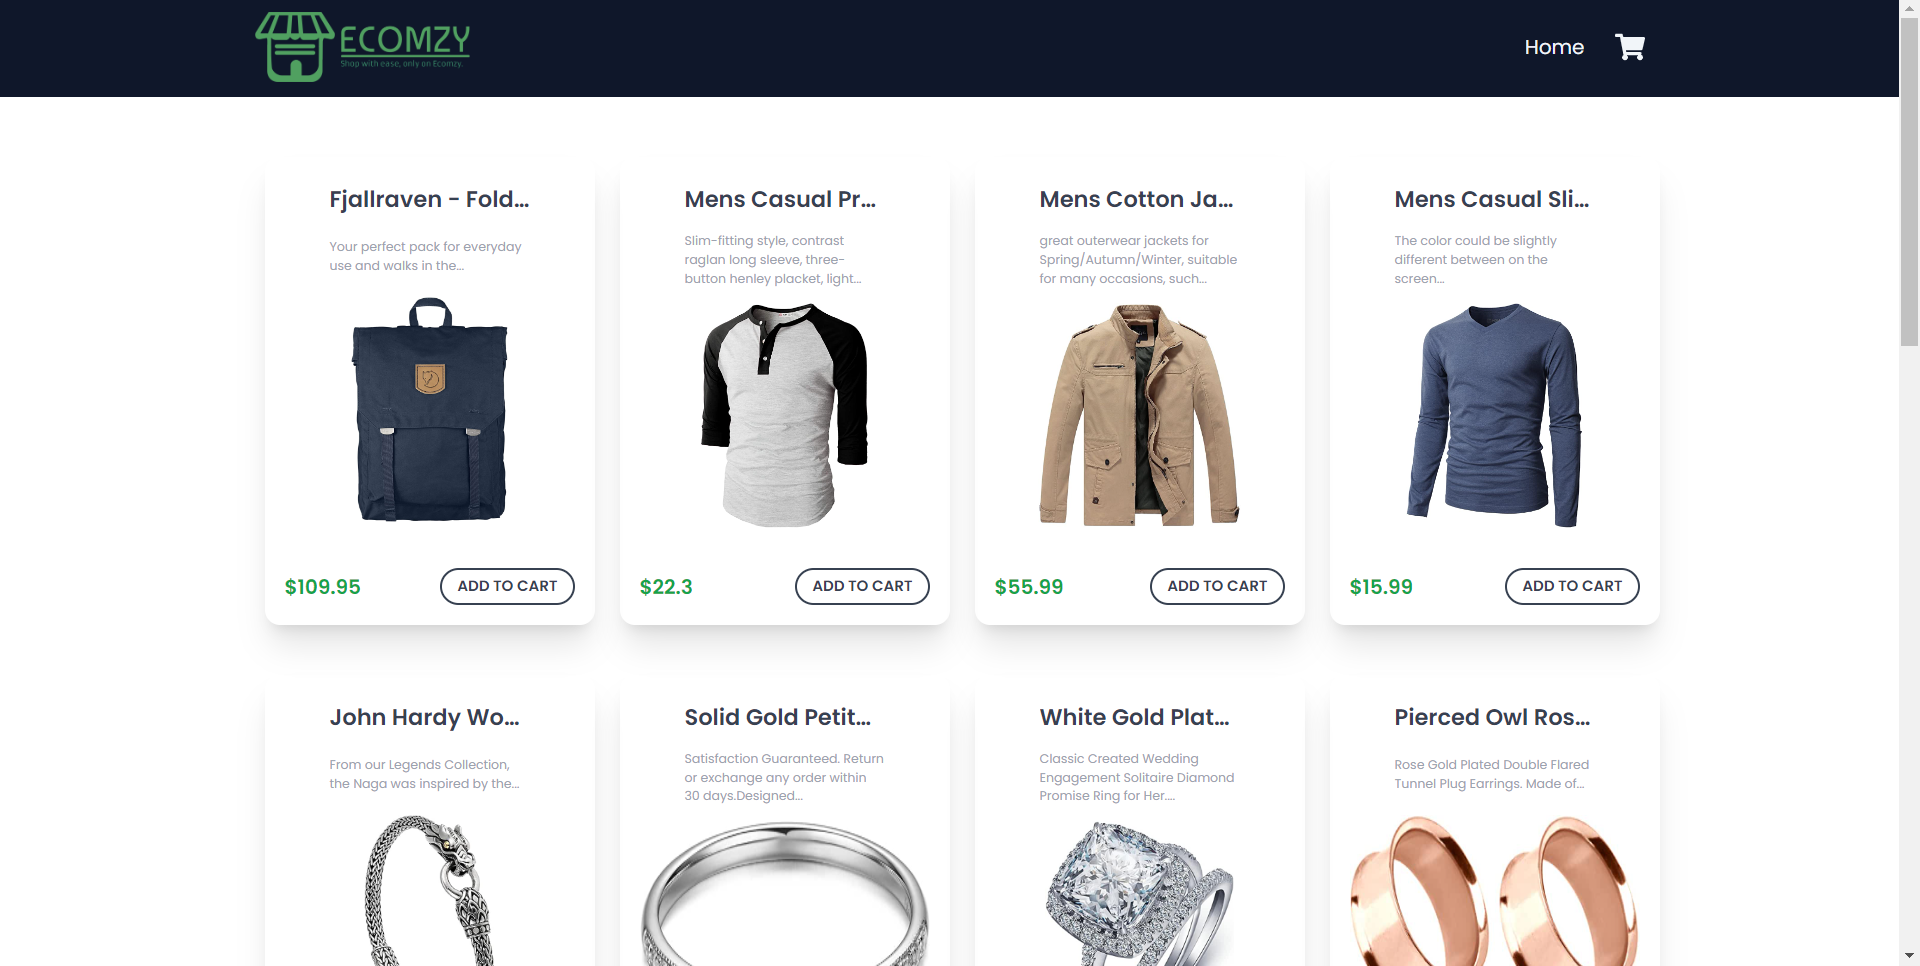 ECOMZY
Shop with ease, only on Ecomzy.
Home
Fjallraven - Fold...
Your perfect pack for everyday
use and walks in the...
$109.95
ADD TO CART
Mens Casual Pr...
Slim-fitting style, contrast
raglan long sleeve, three-
button henley placket, light...
$22.3
ADD TO CART
Mens Cotton Ja...
great outerwear jackets for
Spring/Autumn/Winter, suitable
for many occasions, such...
$55.99
ADD TO CART
Mens Casual Sli...
The color could be slightly
different between on the
screen...
$15.99
ADD TO CART
John Hardy Wo...
From our Legends Collection,
the Naga was inspired by the...
Solid Gold Petit...
Satisfaction Guaranteed. Return
or exchange any order within
30 days.Designed...
White Gold Plat...
Classic Created Wedding
Engagement Solitaire Diamond
Promise Ring for Her....
Pierced Owl Ros...
Rose Gold Plated Double Flared
Tunnel Plug Earrings. Made of...